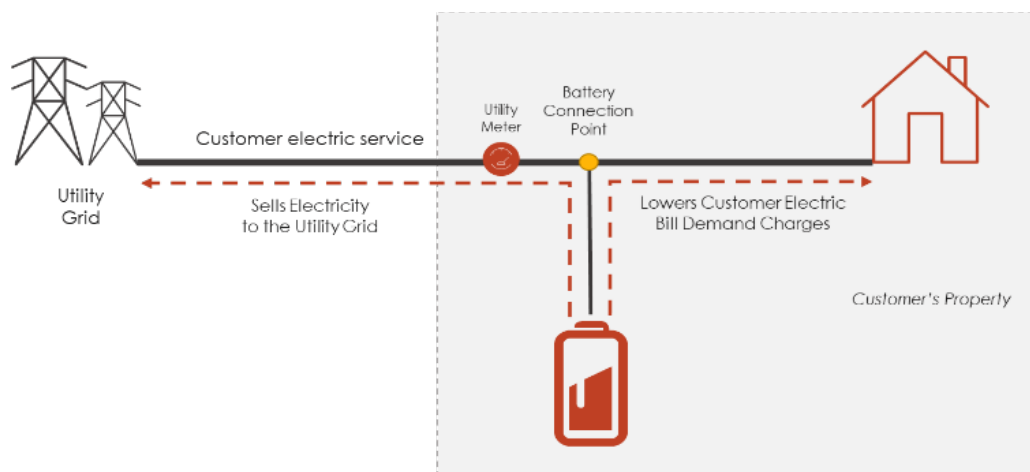 Battery
Connection
Point
Utility
Meter
Customer electric service
Utility
Grid
Sells Electricity
to the Utility Grid
Lowers Customer Electric
Bill Demand Charges
Customer's Property